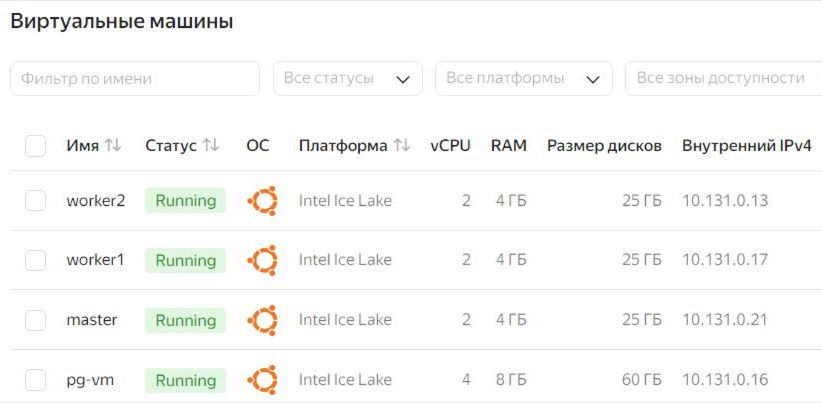 Виртуальные машины
Фильтр по имени Все статусы Все платформы Все зоны доступности
Имя Статус ОС Платформа vCPU RAM Размер дисков Внутренний IPv4
worker2 Running Intel Ice Lake 2 4 ГБ 25 ГБ 10.131.0.13
worker1 Running Intel Ice Lake 2 4 ГБ 25 ГБ 10.131.0.17
master Running Intel Ice Lake 2 4 ГБ 25 ГБ 10.131.0.21
pg-vm Running Intel Ice Lake 4 8 ГБ 60 ГБ 10.131.0.16